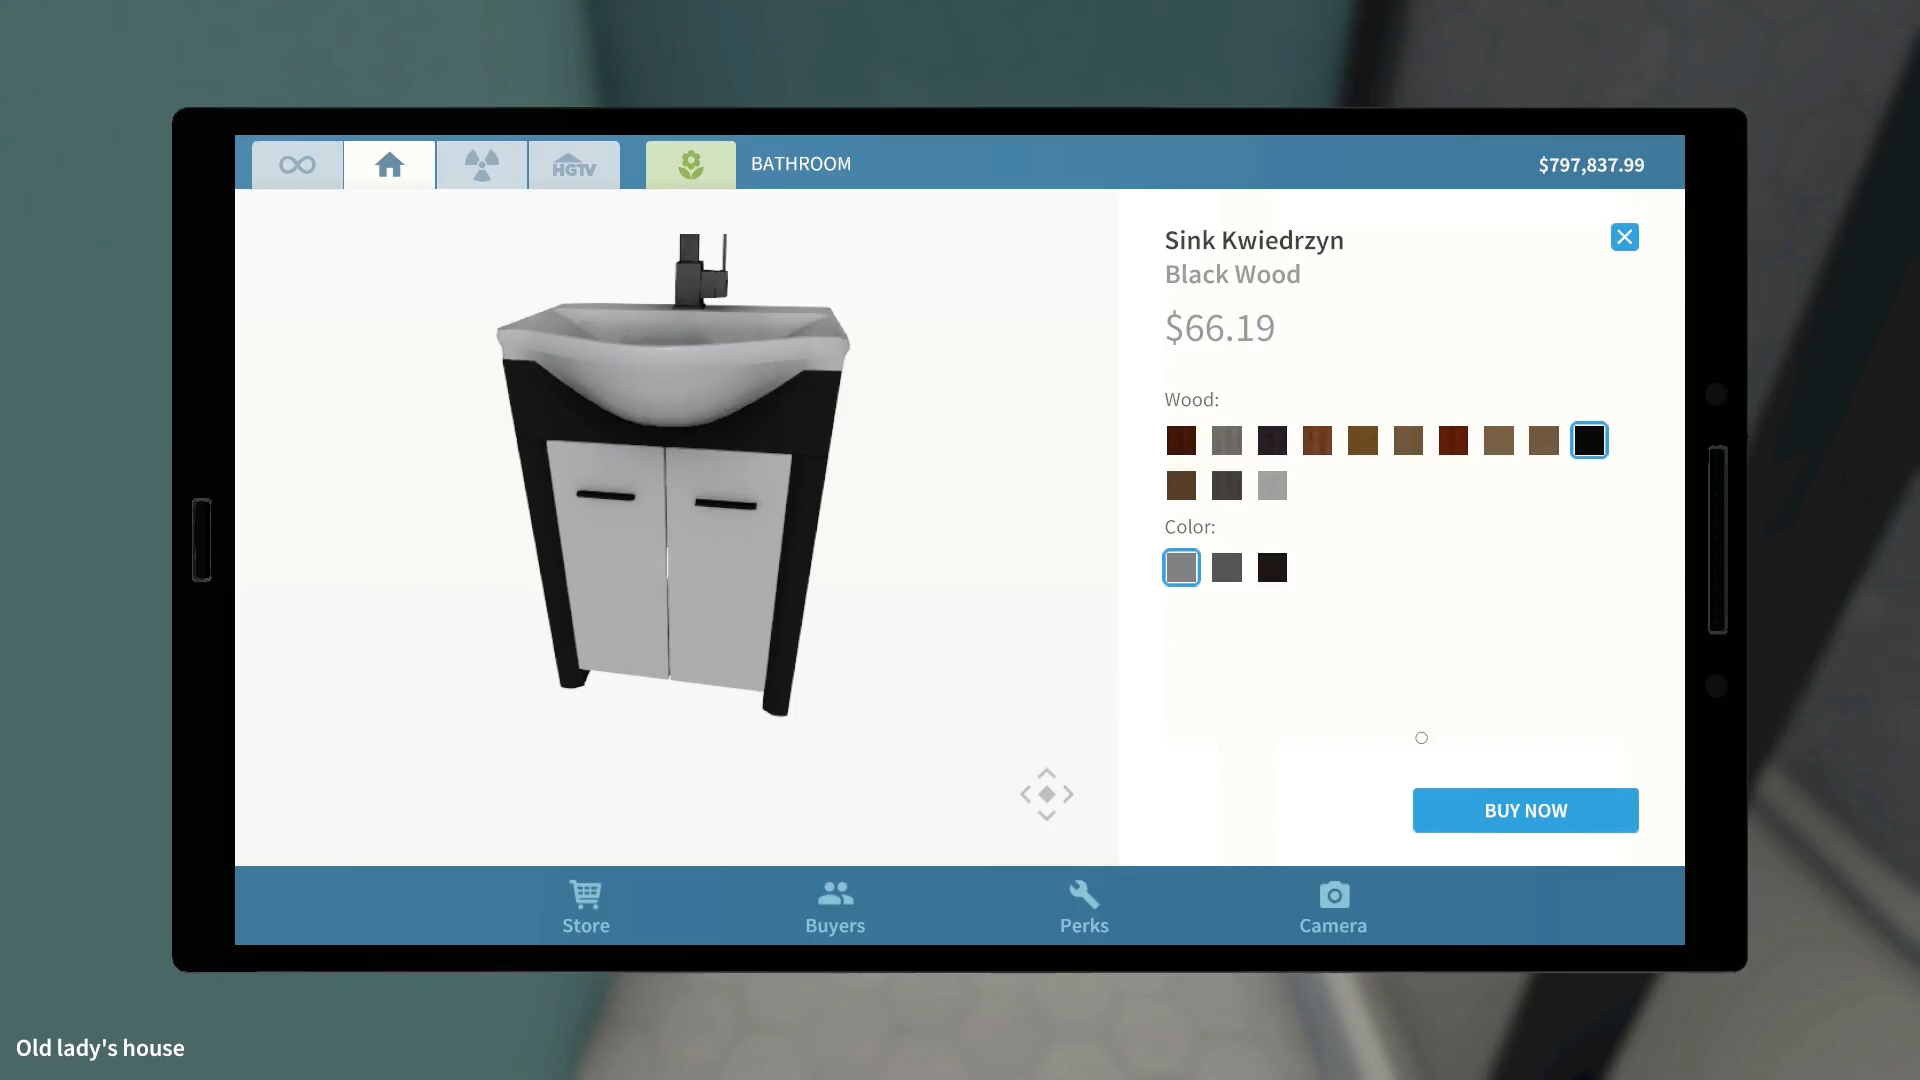 HGTV
BATHROOM
$797,837.99
Sink Kwiedrzyn
Black Wood
$66.19
Wood:
Color:
BUY NOW
Store
Buyers
Perks
Camera
Old lady's house